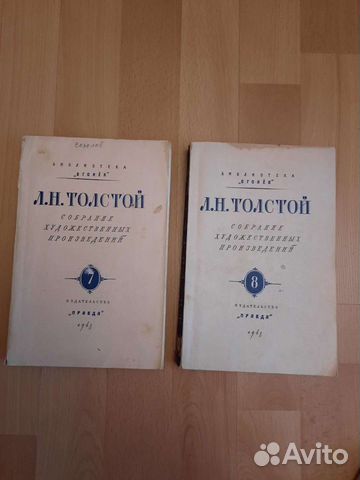 БИБЛИОТЕКА
„ОГОНЁК"
Л.Н.ТОЛСТОЙ
СОБРАНИЕ
ХУДОЖЕСТВЕННЫХ
ПРОИЗВЕДЕНИЙ
7
ИЗДАТЕЛЬСТВО
„ПРАВДА"
БИБЛИОТЕКА
„ОГОНЁК"
Л.Н.ТОЛСТОЙ
СОБРАНИЕ
ХУДОЖЕСТВЕННЫХ
ПРОИЗВЕДЕНИЙ
8
ИЗДАТЕЛЬСТВО
„ПРАВДА"
Avito